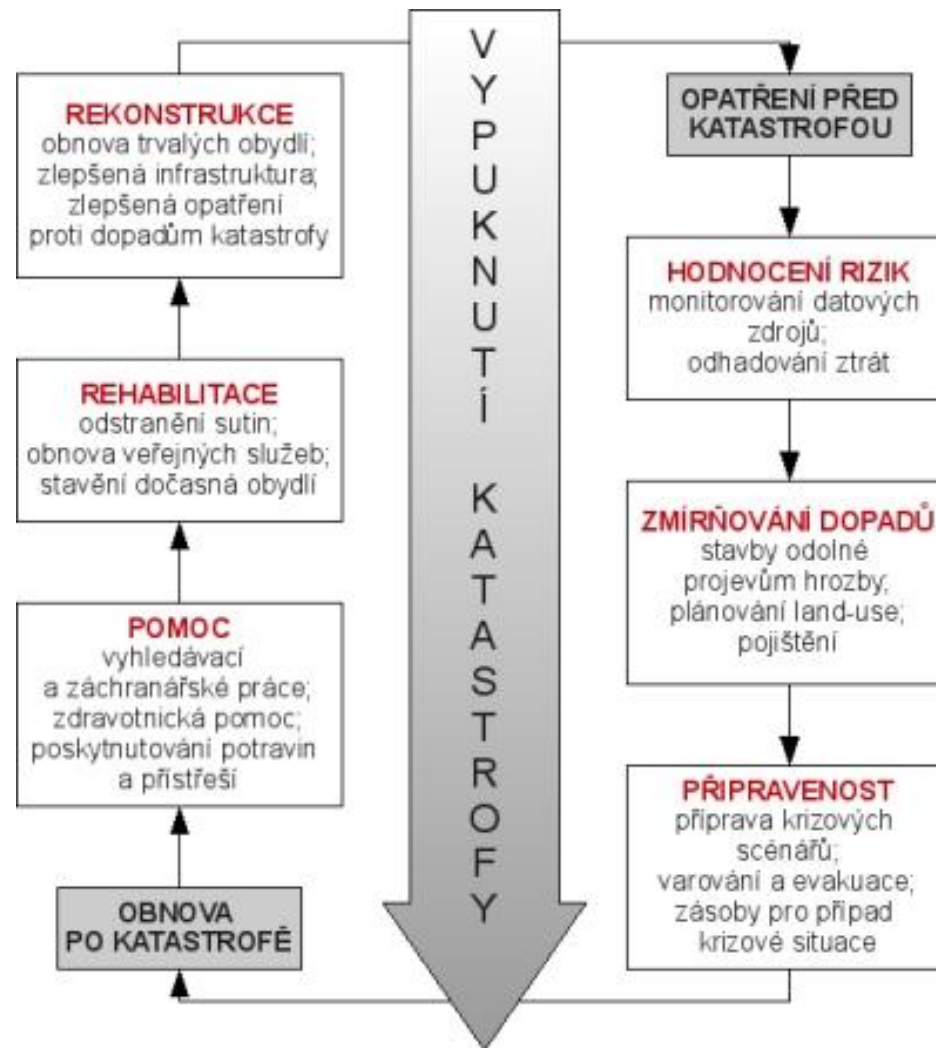 REKONSTRUKCE
obnova trvalých obydlí;
zlepšená infrastruktura;
zlepšená opatření
proti dopadům katastrofy
REHABILITACE
odstranění sutin;
obnova veřejných služeb;
stavění dočasná obydlí
POMOC
vyhledávací
a záchranářské práce;
zdravotnická pomoc;
poskytnutování potravin
a přístřeší
OBNOVA
PO KATASTROFĚ
VYPUKNUTÍ KATASTROFY
OPATŘENÍ PŘED
KATASTROFOU
HODNOCENÍ RIZIK
monitorování datových
zdrojů;
odhadování ztrát
ZMÍRŇOVÁNÍ DOPADŮ
stavby odolné
projevům hrozby;
plánování land-use;
pojištění
PŘIPRAVENOST
příprava krizových
scénářů;
varování a evakuace;
zásoby pro případ
krizové situace